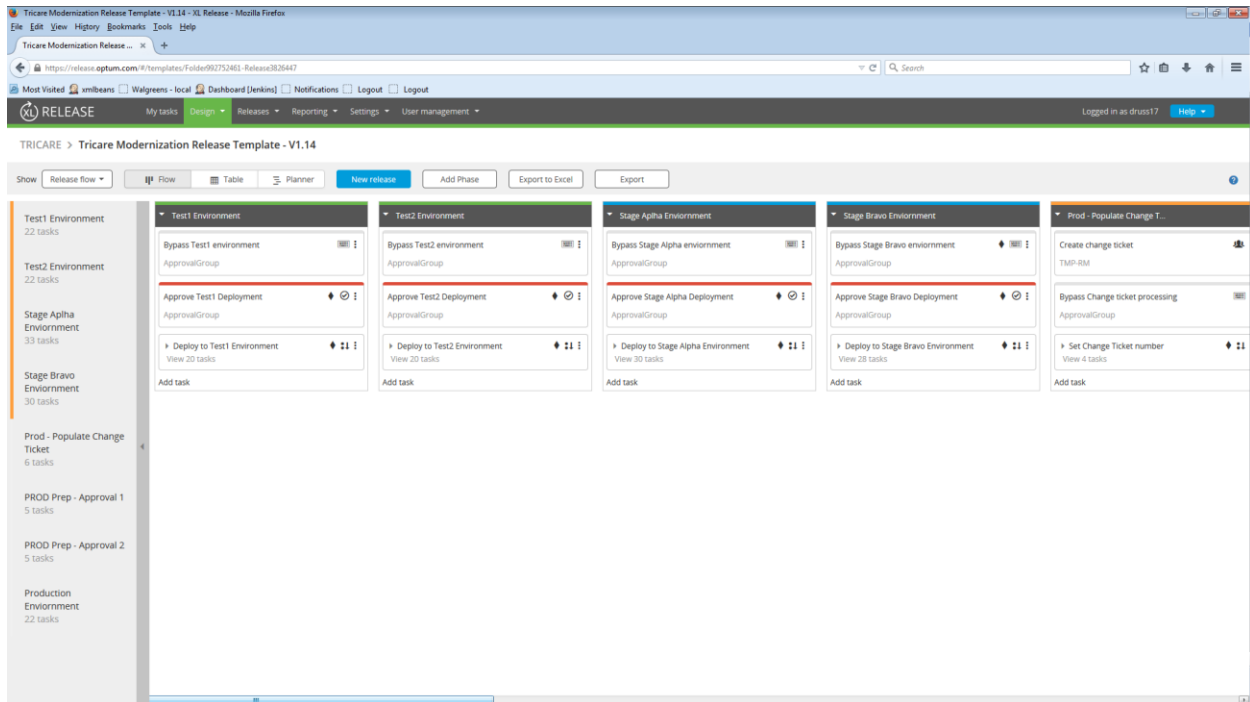 Tricare Modernization Release Template - V1.14 - XL Release - Mozilla Firefox
File Edit View History Bookmarks Tools Help
Tricare Modernization Release ... × +
https://release.optum.com/#/templates/Folder992752461-Release3826447 Search
Most Visited xmlbeans Walgreens - local Dashboard [Jenkins] Notifications Logout Logout
XL RELEASE My tasks Design Releases Reporting Settings User management Logged in as druss17 Help
TRICARE > Tricare Modernization Release Template - V1.14
Show Release flow Flow Table Planner New release Add Phase Export to Excel Export
Test1 Environment
22 tasks
Test2 Environment
22 tasks
Stage Aplha
Enviornment
33 tasks
Stage Bravo
Enviornment
30 tasks
Prod - Populate Change
Ticket
6 tasks
PROD Prep - Approval 1
5 tasks
PROD Prep - Approval 2
5 tasks
Production
Enviornment
22 tasks
Test1 Environment
Bypass Test1 environment
ApprovalGroup
Approve Test1 Deployment
ApprovalGroup
Deploy to Test1 Environment
View 20 tasks
Add task
Test2 Environment
Bypass Test2 environment
ApprovalGroup
Approve Test2 Deployment
ApprovalGroup
Deploy to Test2 Environment
View 20 tasks
Add task
Stage Aplha Enviornment
Bypass Stage Alpha enviornment
ApprovalGroup
Approve Stage Alpha Deployment
ApprovalGroup
Deploy to Stage Alpha Environment
View 30 tasks
Add task
Stage Bravo Enviornment
Bypass Stage Bravo enviornment
ApprovalGroup
Approve Stage Bravo Deployment
ApprovalGroup
Deploy to Stage Bravo Environment
View 28 tasks
Add task
Prod - Populate Change T...
Create change ticket
TMP-RM
Bypass Change ticket processing
ApprovalGroup
Set Change Ticket number
View 4 tasks
Add task